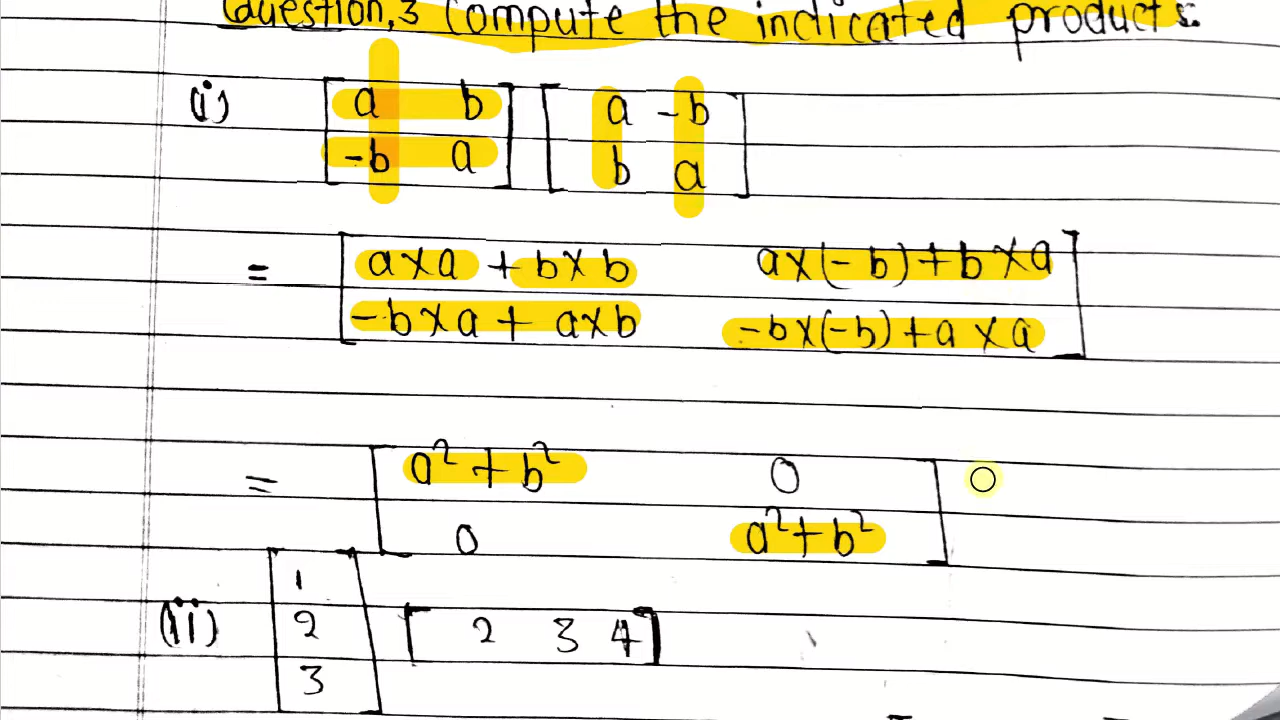 Question,3 Compute the indicated products.
(i) [a b] [a -b]
[-b a] [b a]
= [a×a + b×b a×(-b)+b×a]
[-b×a + a×b -b×(-b)+a×a]
= [a²+b² 0]
[0 a²+b²]
(ii) [1
2
3] [2 3 4]